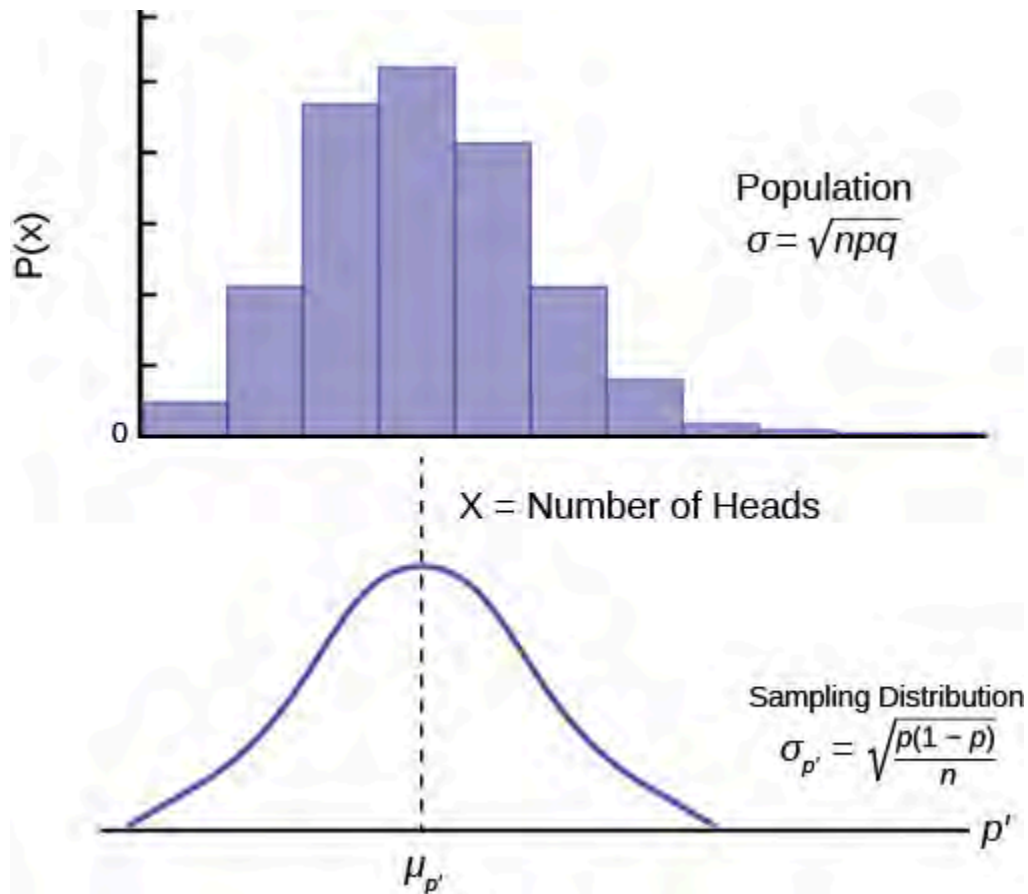 P(x)
Population
σ = √npq
0
X = Number of Heads
Sampling Distribution
σp′ = √p(1 − p)/n
p′
μp′